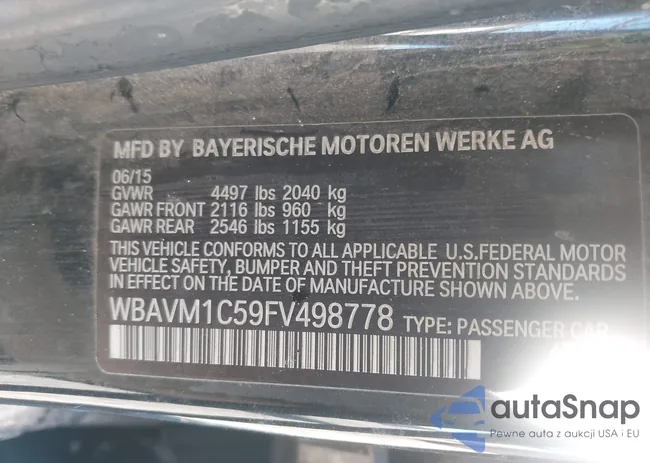 MFD BY BAYERISCHE MOTOREN WERKE AG
06/15
GVWR 4497 lbs 2040 kg
GAWR FRONT 2116 lbs 960 kg
GAWR REAR 2546 lbs 1155 kg
THIS VEHICLE CONFORMS TO ALL APPLICABLE U.S.FEDERAL MOTOR
VEHICLE SAFETY, BUMPER AND THEFT PREVENTION STANDARDS
IN EFFECT ON THE DATE OF MANUFACTURE SHOWN ABOVE.
WBAVM1C59FV498778 TYPE: PASSENGER CAR
autaSnap
Pewne auta z aukcji USA i EU